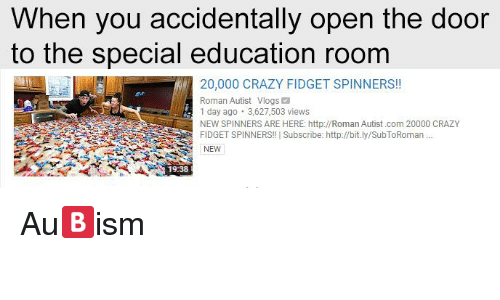 When you accidentally open the door
to the special education room
20,000 CRAZY FIDGET SPINNERS!!
Roman Autist Vlogs
1 day ago · 3,627,503 views
NEW SPINNERS ARE HERE: http://Roman Autist .com 20000 CRAZY
FIDGET SPINNERS!! | Subscribe: http://bit.ly/SubToRoman ...
NEW
19:38
Au🅱️ism